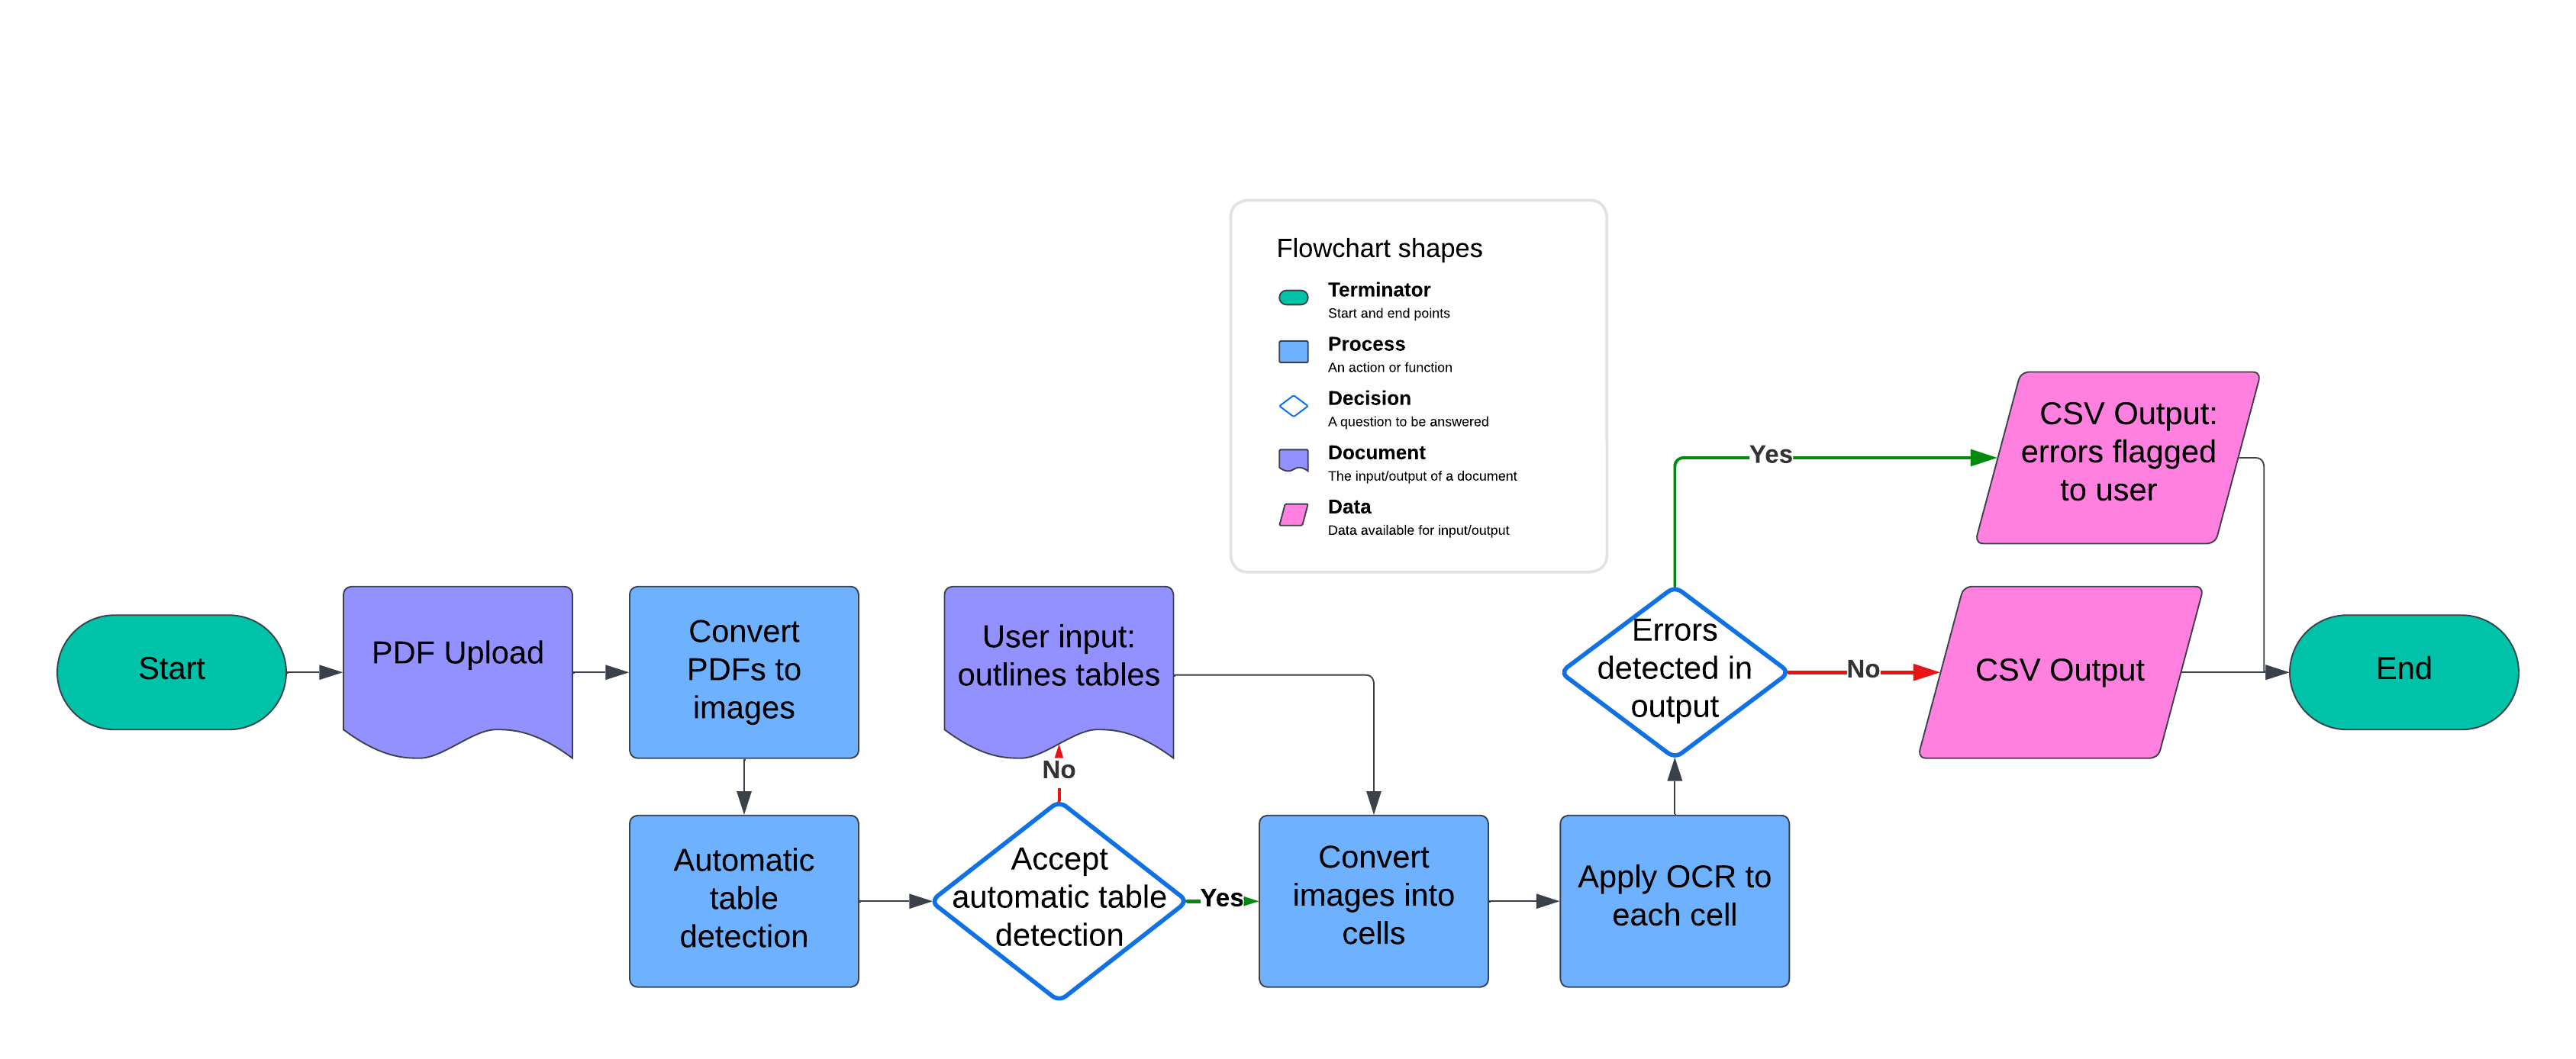 Flowchart shapes
Terminator
Start and end points
Process
An action or function
Decision
A question to be answered
Document
The input/output of a document
Data
Data available for input/output
Start
PDF Upload
Convert
PDFs to
images
Automatic
table
detection
Accept
automatic table
detection
No
User input:
outlines tables
Yes
Convert
images into
cells
Apply OCR to
each cell
Errors
detected in
output
Yes
CSV Output:
errors flagged
to user
No
CSV Output
End